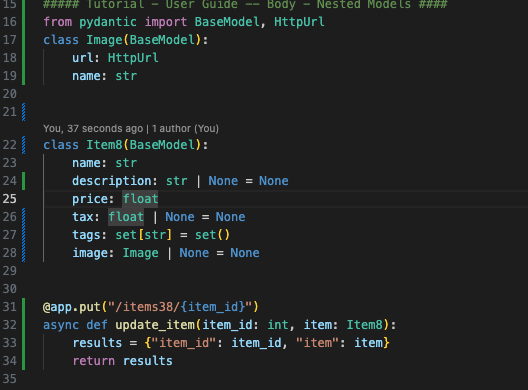 15 ##### Tutorial - User Guide -- Body - Nested Models ####
16 from pydantic import BaseModel, HttpUrl
17 class Image(BaseModel):
18     url: HttpUrl
19     name: str
20
21
You, 37 seconds ago | 1 author (You)
22 class Item8(BaseModel):
23     name: str
24     description: str | None = None
25     price: float
26     tax: float | None = None
27     tags: set[str] = set()
28     image: Image | None = None
29
30
31 @app.put("/items38/{item_id}")
32 async def update_item(item_id: int, item: Item8):
33     results = {"item_id": item_id, "item": item}
34     return results
35